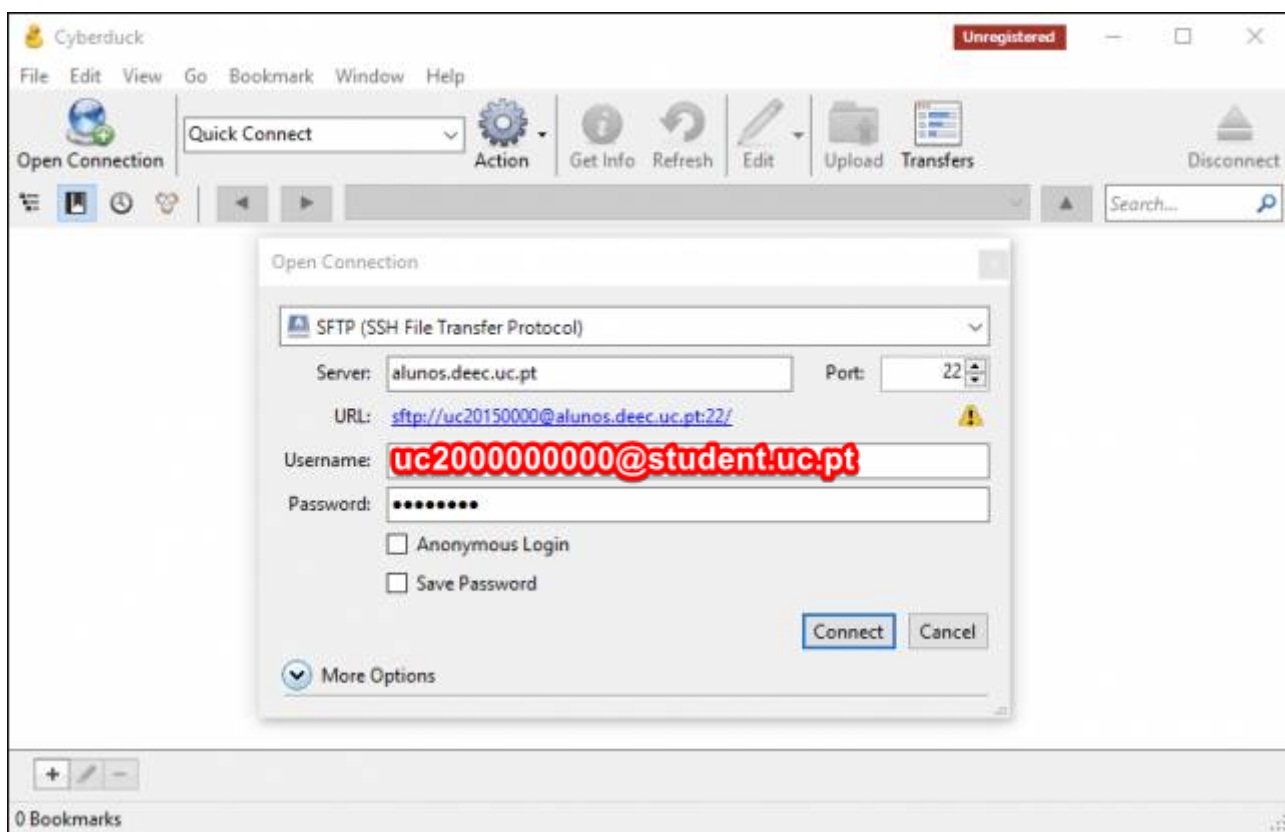 Cyberduck Unregistered
File Edit View Go Bookmark Window Help
Quick Connect
Open Connection Action Get Info Refresh Edit Upload Transfers Disconnect
Search...
Open Connection
SFTP (SSH File Transfer Protocol)
Server: alunos.deec.uc.pt Port: 22
URL: sftp://uc20150000@alunos.deec.uc.pt:22/
Username: uc2000000000@student.uc.pt
Password: ••••••••
Anonymous Login
Save Password
Connect Cancel
More Options
0 Bookmarks